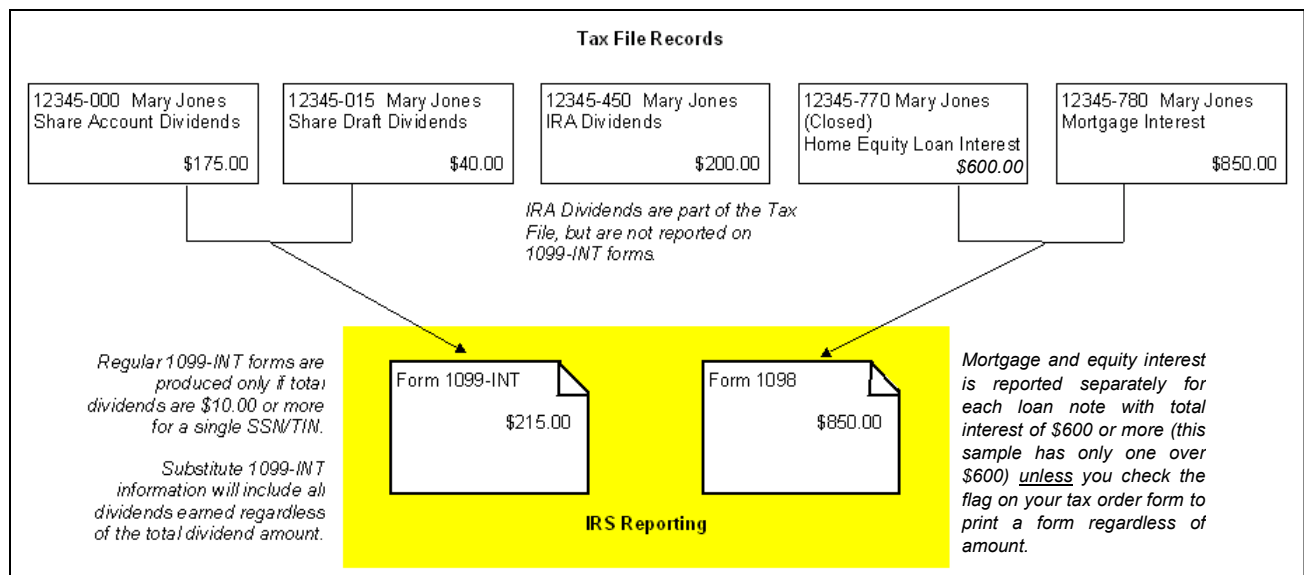 Tax File Records
12345-000 Mary Jones
Share Account Dividends
$175.00
12345-015 Mary Jones
Share Draft Dividends
$40.00
12345-450 Mary Jones
IRA Dividends
$200.00
12345-770 Mary Jones
(Closed)
Home Equity Loan Interest
$600.00
12345-780 Mary Jones
Mortgage Interest
$850.00
IRA Dividends are part of the Tax
File, but are not reported on
1099-INT forms.
Regular 1099-INT forms are
produced only if total
dividends are $10.00 or more
for a single SSN/TIN.
Substitute 1099-INT
information will include all
dividends earned regardless
of the total dividend amount.
Form 1099-INT
$215.00
Form 1098
$850.00
IRS Reporting
Mortgage and equity interest
is reported separately for
each loan note with total
interest of $600 or more (this
sample has only one over
$600) unless you check the
flag on your tax order form to
print a form regardless of
amount.